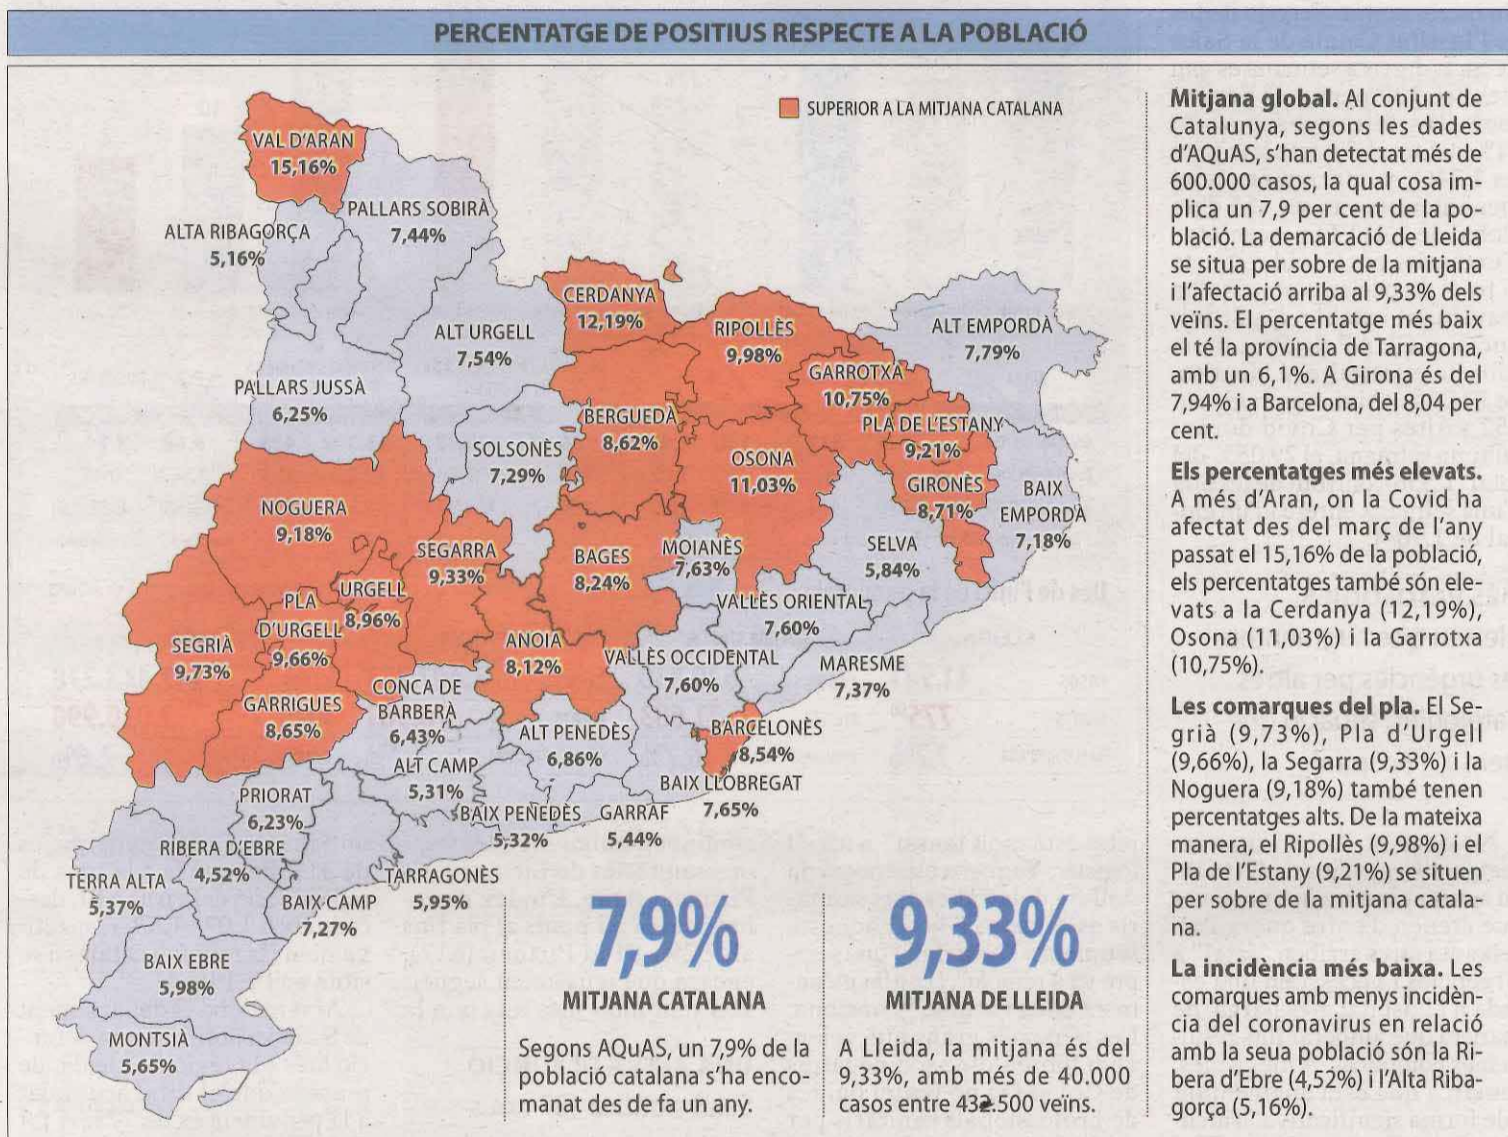 PERCENTATGE DE POSITIUS RESPECTE A LA POBLACIÓ
SUPERIOR A LA MITJANA CATALANA
VAL D'ARAN
15,16%
PALLARS SOBIRÀ
7,44%
ALTA RIBAGORÇA
5,16%
CERDANYA
12,19%
RIPOLLÈS
9,98%
ALT EMPORDÀ
7,79%
ALT URGELL
7,54%
GARROTXA
10,75%
PALLARS JUSSÀ
6,25%
BERGUEDÀ
8,62%
PLA DE L'ESTANY
9,21%
SOLSONÈS
7,29%
OSONA
11,03%
GIRONÈS
8,71%
BAIX
EMPORDÀ
7,18%
NOGUERA
9,18%
SEGARRA
9,33%
BAGES
8,24%
MOIANÈS
7,63%
SELVA
5,84%
URGELL
8,96%
PLA
D'URGELL
9,66%
VALLÈS ORIENTAL
7,60%
SEGRIÀ
9,73%
ANOIA
8,12%
VALLÈS OCCIDENTAL
7,60%
MARESME
7,37%
GARRIGUES
8,65%
CONCA DE
BARBERÀ
6,43%
ALT PENEDÈS
6,86%
BARCELONÈS
8,54%
ALT CAMP
5,31%
BAIX LLOBREGAT
7,65%
PRIORAT
6,23%
BAIX PENEDÈS
5,32%
GARRAF
5,44%
RIBERA D'EBRE
4,52%
TERRA ALTA
5,37%
TARRAGONÈS
5,95%
BAIX CAMP
7,27%
BAIX EBRE
5,98%
MONTSIÀ
5,65%
7,9%
MITJANA CATALANA
Segons AQuAS, un 7,9% de la
població catalana s'ha enco-
manat des de fa un any.
9,33%
MITJANA DE LLEIDA
A Lleida, la mitjana és del
9,33%, amb més de 40.000
casos entre 432.500 veïns.
Mitjana global. Al conjunt de
Catalunya, segons les dades
d'AQuAS, s'han detectat més de
600.000 casos, la qual cosa im-
plica un 7,9 per cent de la po-
blació. La demarcació de Lleida
se situa per sobre de la mitjana
i l'afectació arriba al 9,33% dels
veïns. El percentatge més baix
el té la província de Tarragona,
amb un 6,1%. A Girona és del
7,94% i a Barcelona, del 8,04 per
cent.
Els percentatges més elevats.
A més d'Aran, on la Covid ha
afectat des del març de l'any
passat el 15,16% de la població,
els percentatges també són ele-
vats a la Cerdanya (12,19%),
Osona (11,03%) i la Garrotxa
(10,75%).
Les comarques del pla. El Se-
grià (9,73%), Pla d'Urgell
(9,66%), la Segarra (9,33%) i la
Noguera (9,18%) també tenen
percentatges alts. De la mateixa
manera, el Ripollès (9,98%) i el
Pla de l'Estany (9,21%) se situen
per sobre de la mitjana catala-
na.
La incidència més baixa. Les
comarques amb menys incidèn-
cia del coronavirus en relació
amb la seua població són la Ri-
bera d'Ebre (4,52%) i l'Alta Riba-
gorça (5,16%).